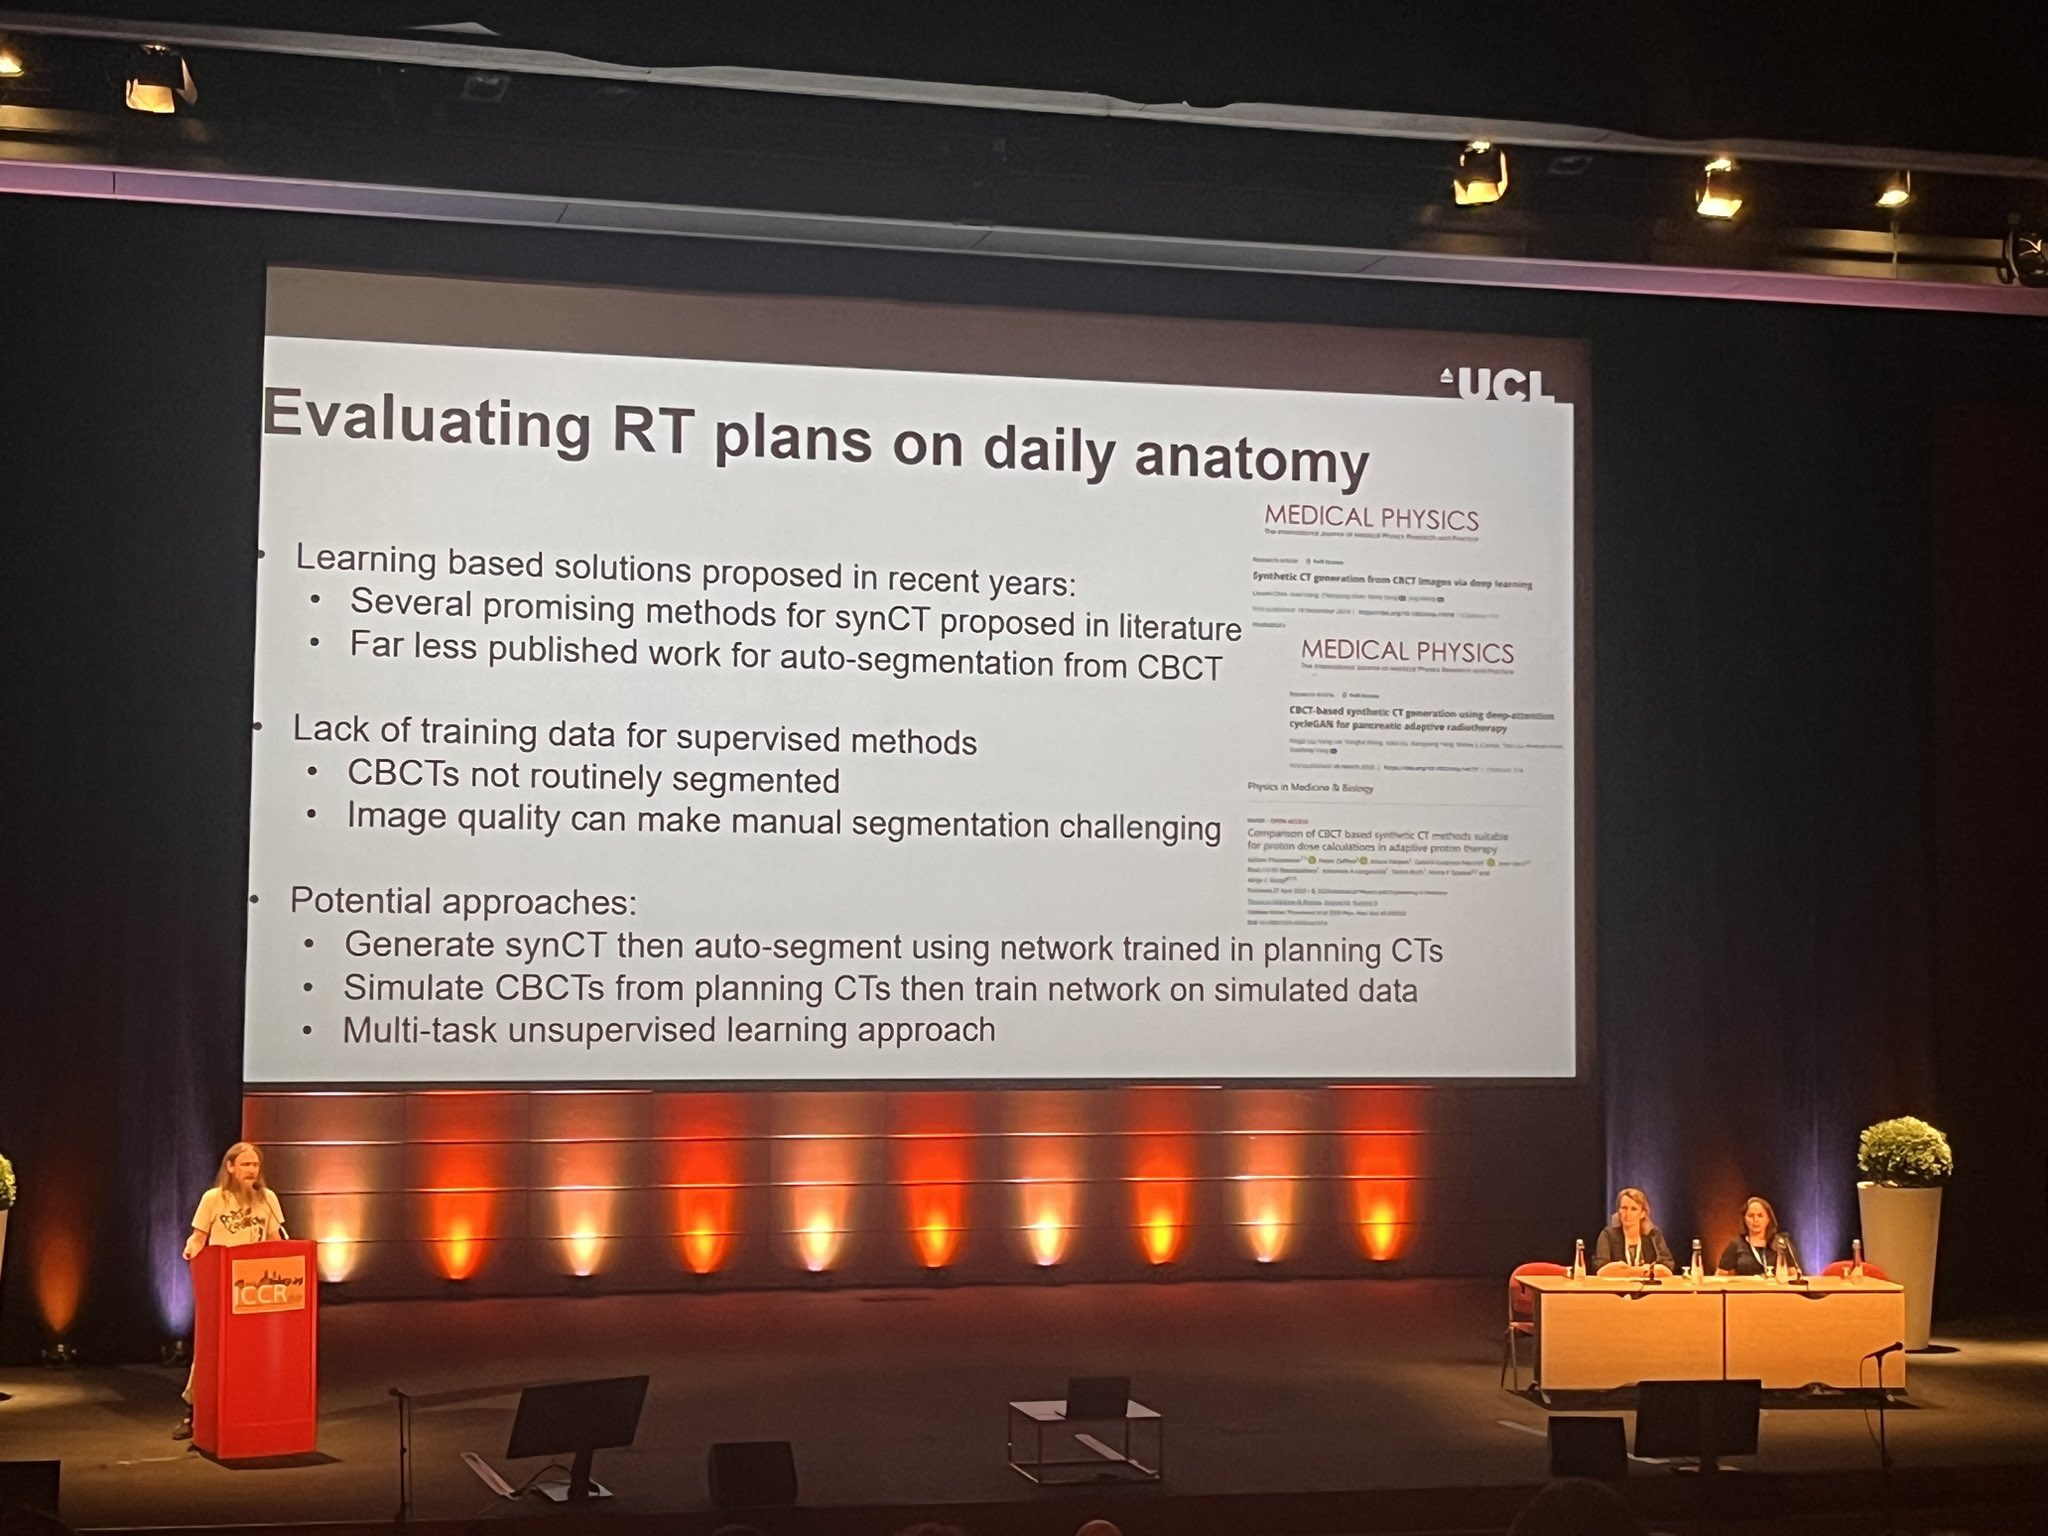 UCL
Evaluating RT plans on daily anatomy
• Learning based solutions proposed in recent years:
• Several promising methods for synCT proposed in literature
• Far less published work for auto-segmentation from CBCT
• Lack of training data for supervised methods
• CBCTs not routinely segmented
• Image quality can make manual segmentation challenging
• Potential approaches:
• Generate synCT then auto-segment using network trained in planning CTs
• Simulate CBCTs from planning CTs then train network on simulated data
• Multi-task unsupervised learning approach
MEDICAL PHYSICS
The International Journal of Medical Physics Research and Practice
Synthetic CT generation from CBCT images via deep learning
MEDICAL PHYSICS
The International Journal of Medical Physics Research and Practice
CBCT-based synthetic CT generation using deep-attention
cycleGAN for pancreatic adaptive radiotherapy
Physics in Medicine & Biology
PAPER • OPEN ACCESS
Comparison of CBCT based synthetic CT methods suitable
for proton dose calculations in adaptive proton therapy
ICCR